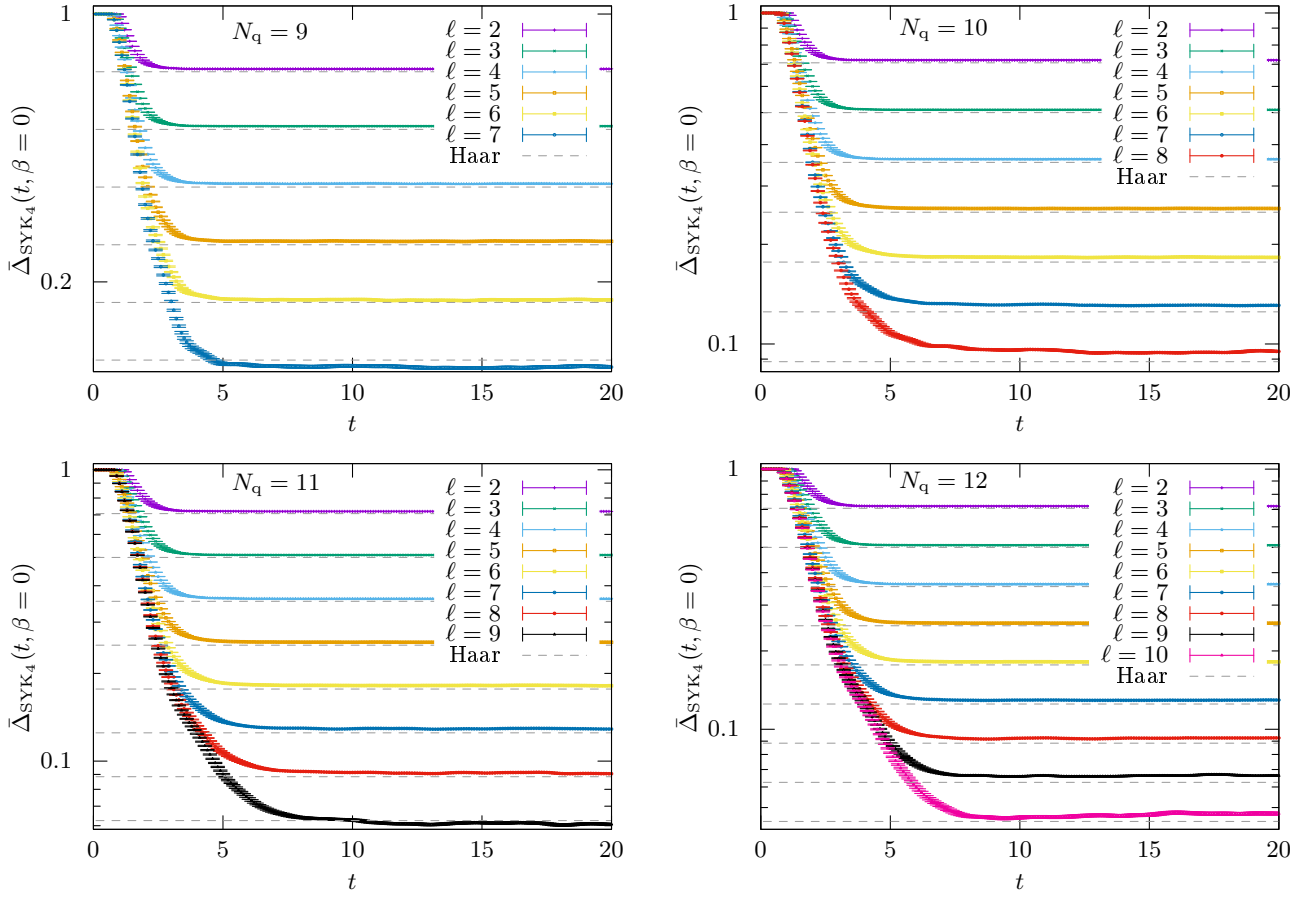 1
0.2
0 5 10 15 20
t
Δ̄_SYK₄(t, β = 0)
N_q = 9
ℓ = 2
ℓ = 3
ℓ = 4
ℓ = 5
ℓ = 6
ℓ = 7
Haar
1
0.1
0 5 10 15 20
t
Δ̄_SYK₄(t, β = 0)
N_q = 10
ℓ = 2
ℓ = 3
ℓ = 4
ℓ = 5
ℓ = 6
ℓ = 7
ℓ = 8
Haar
1
0.1
0 5 10 15 20
t
Δ̄_SYK₄(t, β = 0)
N_q = 11
ℓ = 2
ℓ = 3
ℓ = 4
ℓ = 5
ℓ = 6
ℓ = 7
ℓ = 8
ℓ = 9
Haar
1
0.1
0 5 10 15 20
t
Δ̄_SYK₄(t, β = 0)
N_q = 12
ℓ = 2
ℓ = 3
ℓ = 4
ℓ = 5
ℓ = 6
ℓ = 7
ℓ = 8
ℓ = 9
ℓ = 10
Haar